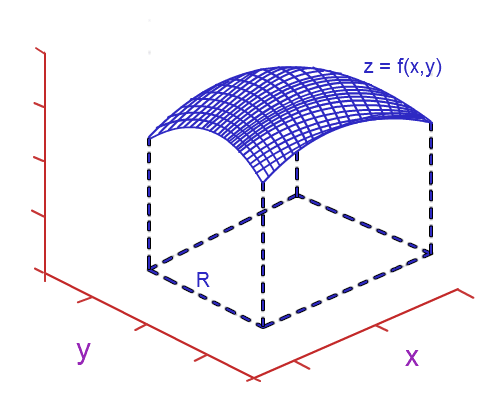 z = f(x,y)
R
y
x